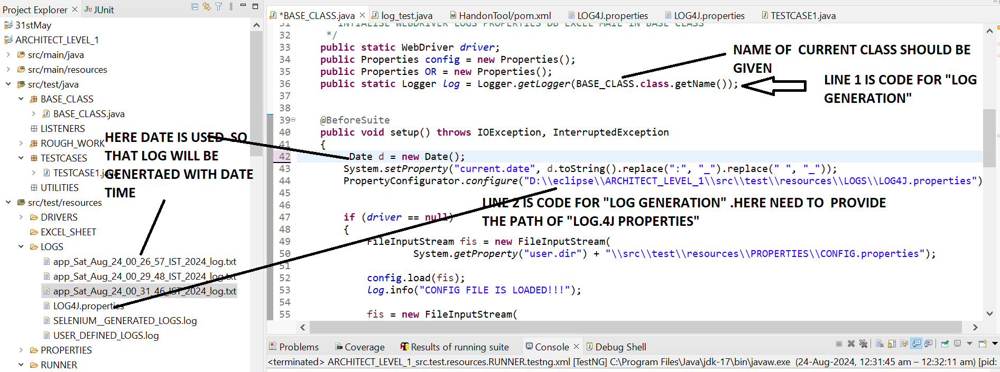 Project Explorer
JUnit
31stMay
ARCHITECT_LEVEL_1
src/main/java
src/main/resources
src/test/java
BASE_CLASS
BASE_CLASS.java
LISTENERS
ROUGH_WORK
TESTCASES
TESTCASE1.java
UTILITIES
src/test/resources
DRIVERS
EXCEL_SHEET
LOGS
app_Sat_Aug_24_00_26_57_IST_2024_log.txt
app_Sat_Aug_24_00_29_48_IST_2024_log.txt
app_Sat_Aug_24_00_31_46_IST_2024_log.txt
LOG4J.properties
SELENIUM__GENERATED_LOGS.log
USER_DEFINED_LOGS.log
PROPERTIES
RUNNER
HERE DATE IS USED SO
THAT LOG WILL BE
GENERTAED WITH DATE
TIME
*BASE_CLASS.java
log_test.java
HandonTool/pom.xml
LOG4J.properties
LOG4J.properties
TESTCASE1.java
31 INTIALISE WEBDRIVER LOGS PROPERTIES DB EXCEL MAIL IN BASE CLASS
32 */
33 public static WebDriver driver;
34 public Properties config = new Properties();
35 public Properties OR = new Properties();
36 public static Logger log = Logger.getLogger(BASE_CLASS.class.getName());
37
38
39 @BeforeSuite
40 public void setup() throws IOException, InterruptedException
41 {
42 Date d = new Date();
43 System.setProperty("current.date", d.toString().replace(":", "_").replace(" ", "_"));
44 PropertyConfigurator.configure("D:\\eclipse\\ARCHITECT_LEVEL_1\\src\\test\\resources\\LOGS\\LOG4J.properties")
45
46
47 if (driver == null)
48 {
49 FileInputStream fis = new FileInputStream(
50 System.getProperty("user.dir") + "\\src\\test\\resources\\PROPERTIES\\CONFIG.properties");
51
52 config.load(fis);
53 log.info("CONFIG FILE IS LOADED!!!");
54
55 fis = new FileInputStream(
NAME OF CURRENT CLASS SHOULD BE
GIVEN
LINE 1 IS CODE FOR "LOG
GENERATION"
LINE 2 IS CODE FOR "LOG GENERATION" .HERE NEED TO PROVIDE
THE PATH OF "LOG.4J PROPERTIES"
Problems
Coverage
Results of running suite
Console
Debug Shell
<terminated> ARCHITECT_LEVEL_1_src.test.resources.RUNNER.testng.xml [TestNG] C:\Program Files\Java\jdk-17\bin\javaw.exe (24-Aug-2024, 12:31:45 am – 12:32:11 am) [pid: